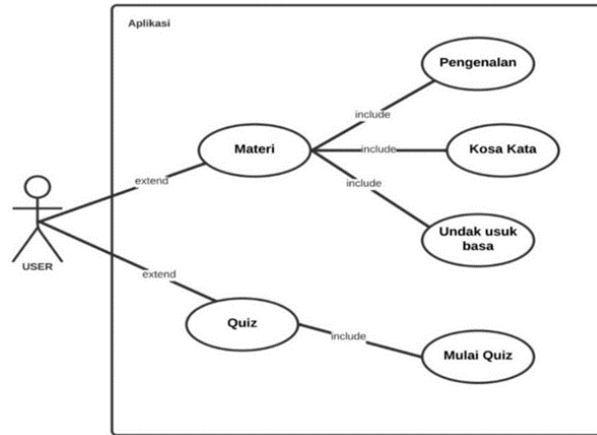 Aplikasi
Pengenalan
include
Materi
include
Kosa Kata
extend
include
Undak usuk
basa
USER
extend
Quiz
include
Mulai Quiz